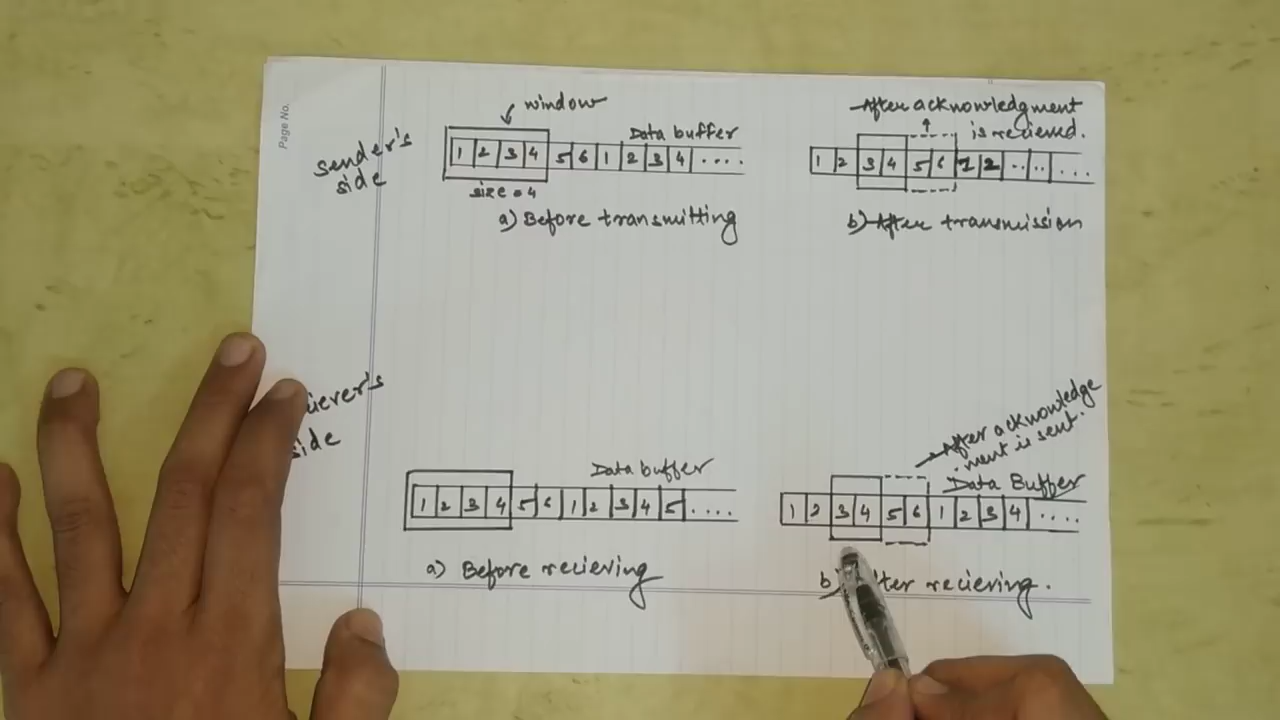 Page No.
window
Data buffer
sender's
side
1 2 3 4 5 6 1 2 3 4 ....
size = 4
a) Before transmitting
After acknowledgment
is recieved.
1 2 3 4 5 6 1 2 .. .. ...
b) After transmission
side
Data buffer
1 2 3 4 5 6 1 2 3 4 5 ....
a) Before recieving
After acknowledge
ment is sent.
Data Buffer
1 2 3 4 5 6 1 2 3 4 ....
b) recieving.